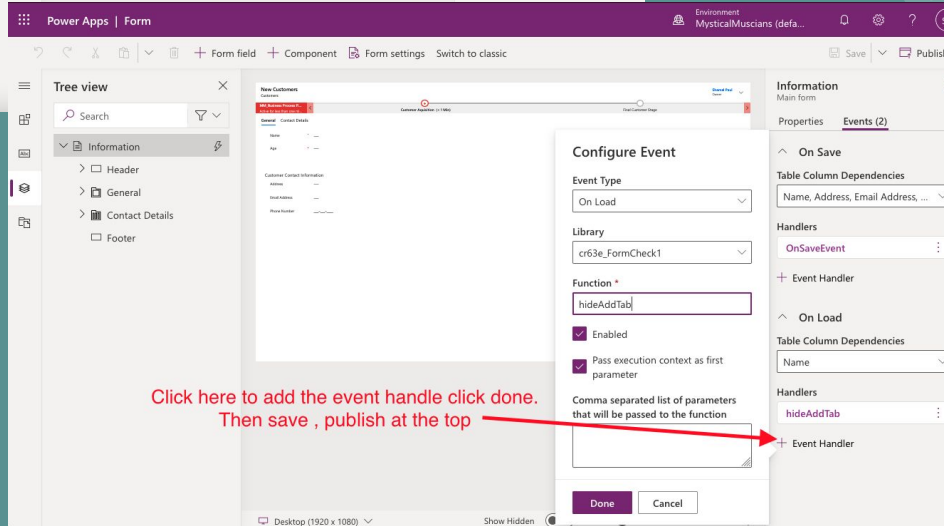 Power Apps | Form
Environment
MysticalMuscians (defa...
Form field
Component
Form settings
Switch to classic
Save
Publish
Tree view
Search
Information
Header
General
Contact Details
Footer
Abc
New Customers
Customers
Customer Aquisition (< 1 Min)
Final Customer Stage
General Contact Details
Name * ---
Age * ---
Customer Contact Information
Address ---
Email Address ---
Phone Number
Configure Event
Event Type
On Load
Library
cr63e_FormCheck1
Function *
hideAddTab
Enabled
Pass execution context as first
parameter
Comma separated list of parameters
that will be passed to the function
Done
Cancel
Information
Main form
Properties
Events (2)
On Save
Table Column Dependencies
Name, Address, Email Address, ...
Handlers
OnSaveEvent
Event Handler
On Load
Table Column Dependencies
Name
Handlers
hideAddTab
Event Handler
Click here to add the event handle click done.
Then save , publish at the top
Desktop (1920 x 1080)
Show Hidden